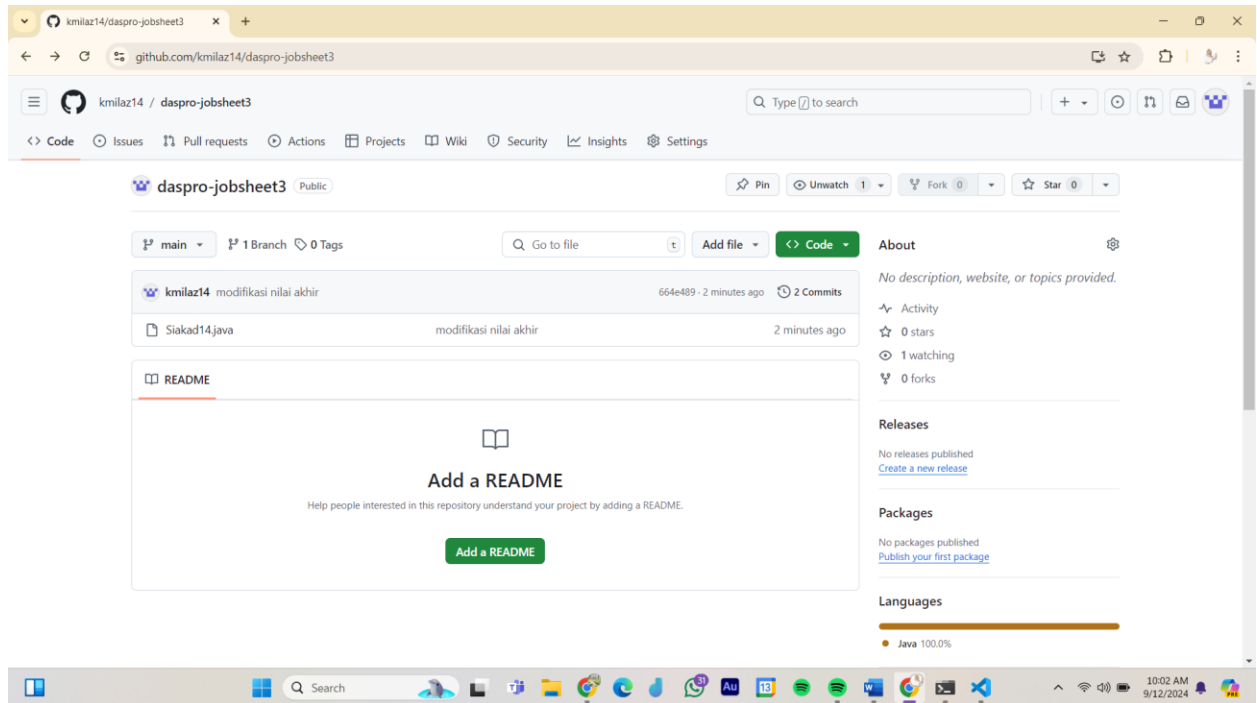 kmilaz14/daspro-jobsheet3
github.com/kmilaz14/daspro-jobsheet3
kmilaz14 / daspro-jobsheet3
Type / to search
<> Code Issues Pull requests Actions Projects Wiki Security Insights Settings
daspro-jobsheet3 Public
Pin Unwatch 1 Fork 0 Star 0
main 1 Branch 0 Tags
Go to file t
Add file <> Code
kmilaz14 modifikasi nilai akhir 664e489 · 2 minutes ago 2 Commits
Siakad14.java modifikasi nilai akhir 2 minutes ago
README
Add a README
Help people interested in this repository understand your project by adding a README.
Add a README
About
No description, website, or topics provided.
Activity
0 stars
1 watching
0 forks
Releases
No releases published
Create a new release
Packages
No packages published
Publish your first package
Languages
Java 100.0%
Search
31
Au
13
10:02 AM
9/12/2024
PRE